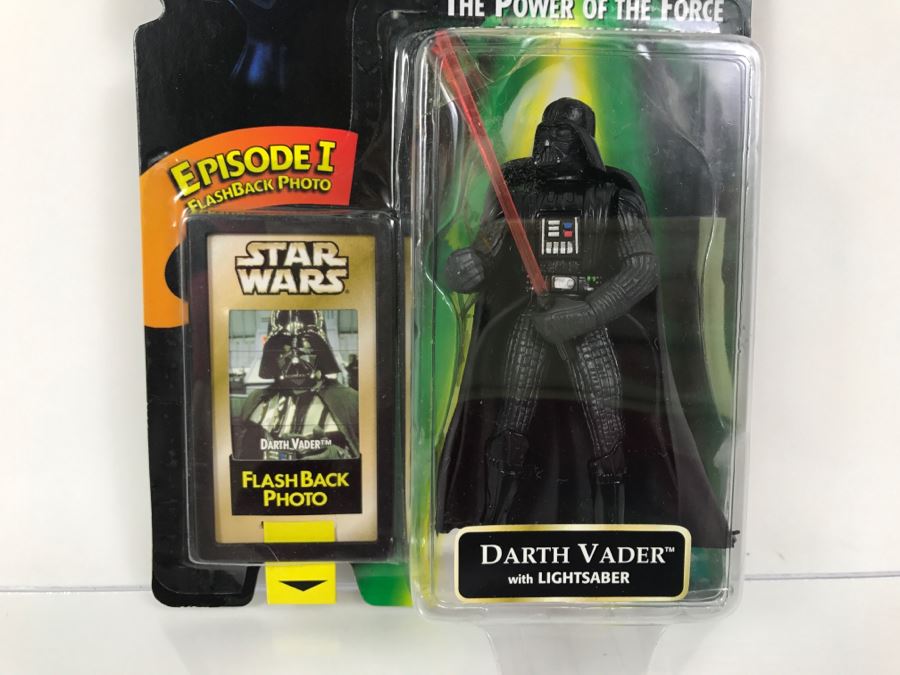 THE POWER OF THE FORCE
EPISODE I
FLASHBACK PHOTO
STAR
WARS
DARTH VADER™
FLASHBACK
PHOTO
DARTH VADER™
with LIGHTSABER